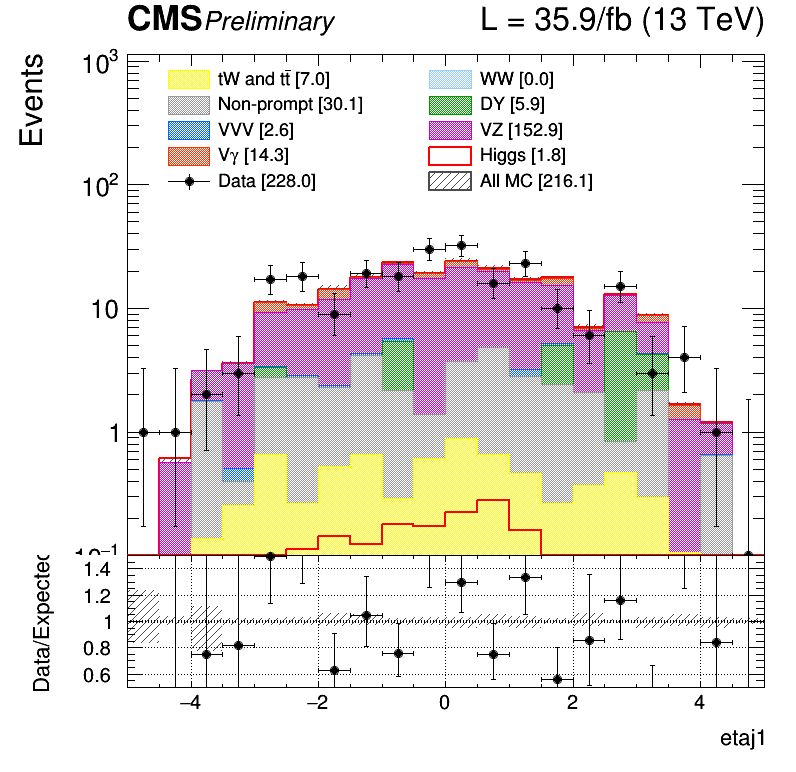 CMS Preliminary L = 35.9/fb (13 TeV)
Events
10³
10²
10
1
10⁻¹
tW and tt̄ [7.0]
WW [0.0]
Non-prompt [30.1]
DY [5.9]
VVV [2.6]
VZ [152.9]
Vγ [14.3]
Higgs [1.8]
Data [228.0]
All MC [216.1]
Data/Expected
1.4
1.2
1
0.8
0.6
−4 −2 0 2 4
etaj1